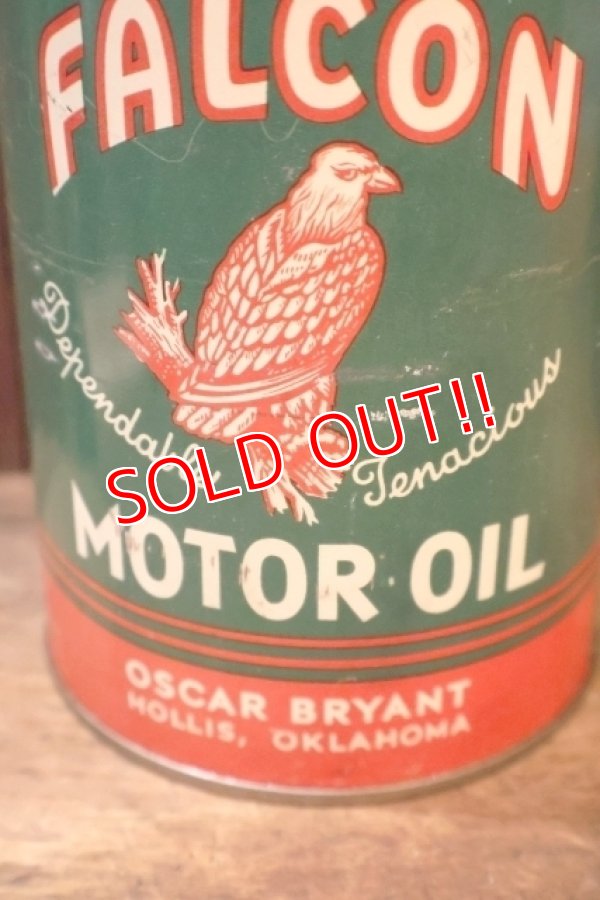 FALCON
Dependable
Tenacious
SOLD OUT!!
MOTOR OIL
OSCAR BRYANT
HOLLIS, OKLAHOMA